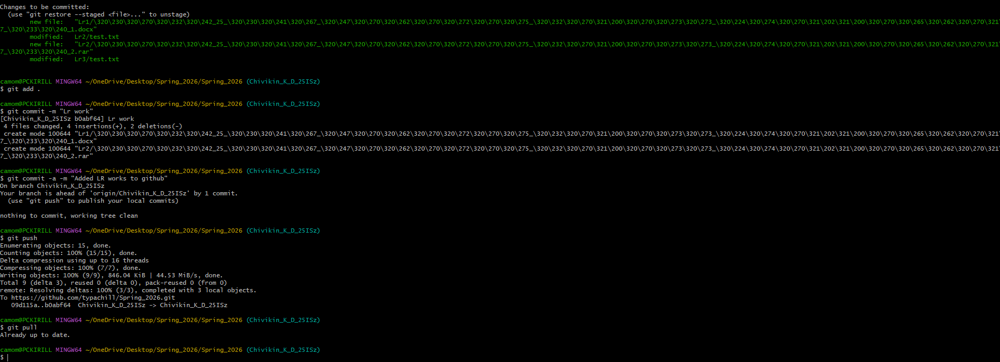 Changes to be committed:
  (use "git restore --staged <file>..." to unstage)
        new file:   "Lr1/\320\230\320\270\320\232\320\242_25_\320\230\320\241\320\267_\320\247\320\270\320\262\320\270\320\272\320\270\320\275_\320\232\320\270\321\200\320\270\320\273\320\273_\320\224\320\274\320\270\321\202\321\200\320\270\320\265\320\262\320\270\321\
7_\320\233\320\240_1.docx"
        modified:   Lr2/test.txt
        new file:   "Lr2/\320\230\320\270\320\232\320\242_25_\320\230\320\241\320\267_\320\247\320\270\320\262\320\270\320\272\320\270\320\275_\320\232\320\270\321\200\320\270\320\273\320\273_\320\224\320\274\320\270\321\202\321\200\320\270\320\265\320\262\320\270\321\
7_\320\233\320\240_2.rar"
        modified:   Lr3/test.txt
camom@PCKIRILL MINGW64 ~/OneDrive/Desktop/Spring_2026/Spring_2026 (Chivikin_K_D_25ISz)
$ git add .
camom@PCKIRILL MINGW64 ~/OneDrive/Desktop/Spring_2026/Spring_2026 (Chivikin_K_D_25ISz)
$ git commit -m "Lr work"
[Chivikin_K_D_25ISz b0abf64] Lr work
 4 files changed, 4 insertions(+), 2 deletions(-)
 create mode 100644 "Lr1/\320\230\320\270\320\232\320\242_25_\320\230\320\241\320\267_\320\247\320\270\320\262\320\270\320\272\320\270\320\275_\320\232\320\270\321\200\320\270\320\273\320\273_\320\224\320\274\320\270\321\202\321\200\320\270\320\265\320\262\320\270\321\
7_\320\233\320\240_1.docx"
 create mode 100644 "Lr2/\320\230\320\270\320\232\320\242_25_\320\230\320\241\320\267_\320\247\320\270\320\262\320\270\320\272\320\270\320\275_\320\232\320\270\321\200\320\270\320\273\320\273_\320\224\320\274\320\270\321\202\321\200\320\270\320\265\320\262\320\270\321\
7_\320\233\320\240_2.rar"
camom@PCKIRILL MINGW64 ~/OneDrive/Desktop/Spring_2026/Spring_2026 (Chivikin_K_D_25ISz)
$ git commit -a -m "Added LR works to github"
On branch Chivikin_K_D_25ISz
Your branch is ahead of 'origin/Chivikin_K_D_25ISz' by 1 commit.
  (use "git push" to publish your local commits)
nothing to commit, working tree clean
camom@PCKIRILL MINGW64 ~/OneDrive/Desktop/Spring_2026/Spring_2026 (Chivikin_K_D_25ISz)
$ git push
Enumerating objects: 15, done.
Counting objects: 100% (15/15), done.
Delta compression using up to 16 threads
Compressing objects: 100% (7/7), done.
Writing objects: 100% (9/9), 846.04 KiB | 44.53 MiB/s, done.
Total 9 (delta 3), reused 0 (delta 0), pack-reused 0 (from 0)
remote: Resolving deltas: 100% (3/3), completed with 3 local objects.
To https://github.com/typachill/Spring_2026.git
   09d115a..b0abf64  Chivikin_K_D_25ISz -> Chivikin_K_D_25ISz
camom@PCKIRILL MINGW64 ~/OneDrive/Desktop/Spring_2026/Spring_2026 (Chivikin_K_D_25ISz)
$ git pull
Already up to date.
camom@PCKIRILL MINGW64 ~/OneDrive/Desktop/Spring_2026/Spring_2026 (Chivikin_K_D_25ISz)
$